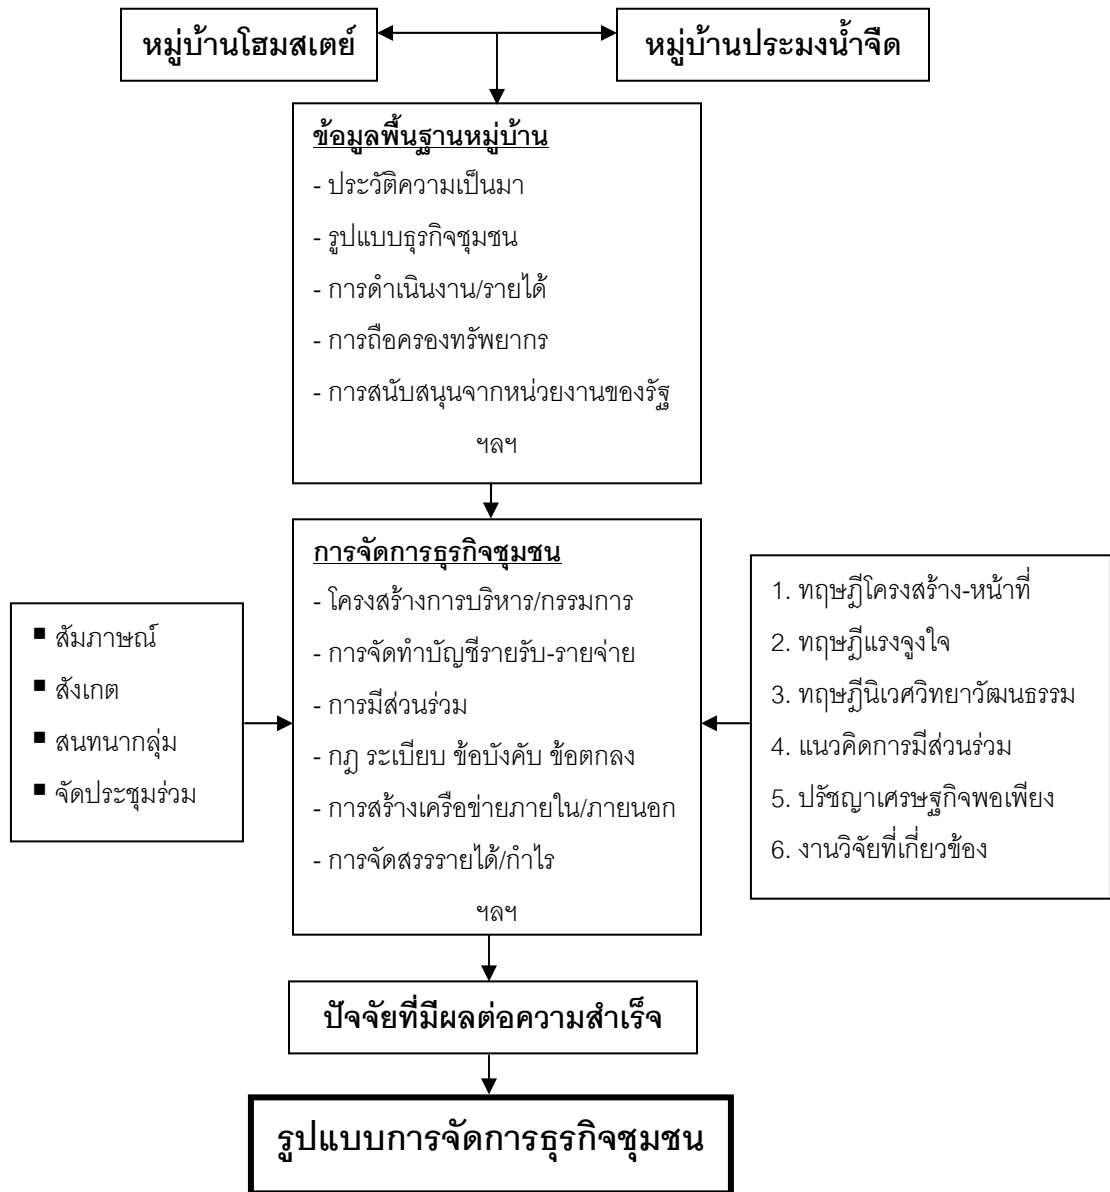 หมู่บ้านโฮมสเตย์
หมู่บ้านประมงน้ำจืด
ข้อมูลพื้นฐานหมู่บ้าน
- ประวัติความเป็นมา
- รูปแบบธุรกิจชุมชน
- การดำเนินงาน/รายได้
- การถือครองทรัพยากร
- การสนับสนุนจากหน่วยงานของรัฐ
ฯลฯ
■ สัมภาษณ์
■ สังเกต
■ สนทนากลุ่ม
■ จัดประชุมร่วม
การจัดการธุรกิจชุมชน
- โครงสร้างการบริหาร/กรรมการ
- การจัดทำบัญชีรายรับ-รายจ่าย
- การมีส่วนร่วม
- กฎ ระเบียบ ข้อบังคับ ข้อตกลง
- การสร้างเครือข่ายภายใน/ภายนอก
- การจัดสรรรายได้/กำไร
ฯลฯ
1. ทฤษฎีโครงสร้าง-หน้าที่
2. ทฤษฎีแรงจูงใจ
3. ทฤษฎีนิเวศวิทยาวัฒนธรรม
4. แนวคิดการมีส่วนร่วม
5. ปรัชญาเศรษฐกิจพอเพียง
6. งานวิจัยที่เกี่ยวข้อง
ปัจจัยที่มีผลต่อความสำเร็จ
รูปแบบการจัดการธุรกิจชุมชน